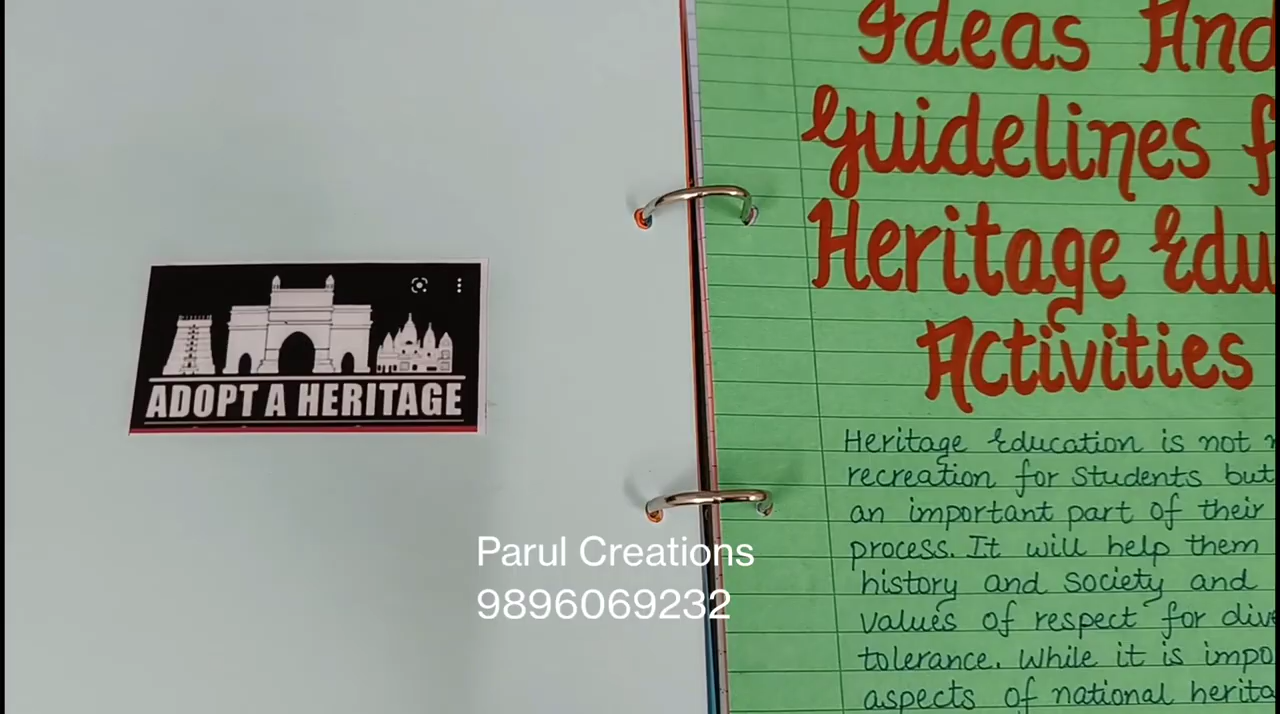 ADOPT A HERITAGE
Ideas And
Guidelines f
Heritage Edu
Activities
Heritage Education is not
recreation for Students but
an important part of their
process. It will help them
history and society and
values of respect for dive
tolerance. While it is impo
aspects of national herita
Parul Creations
9896069232